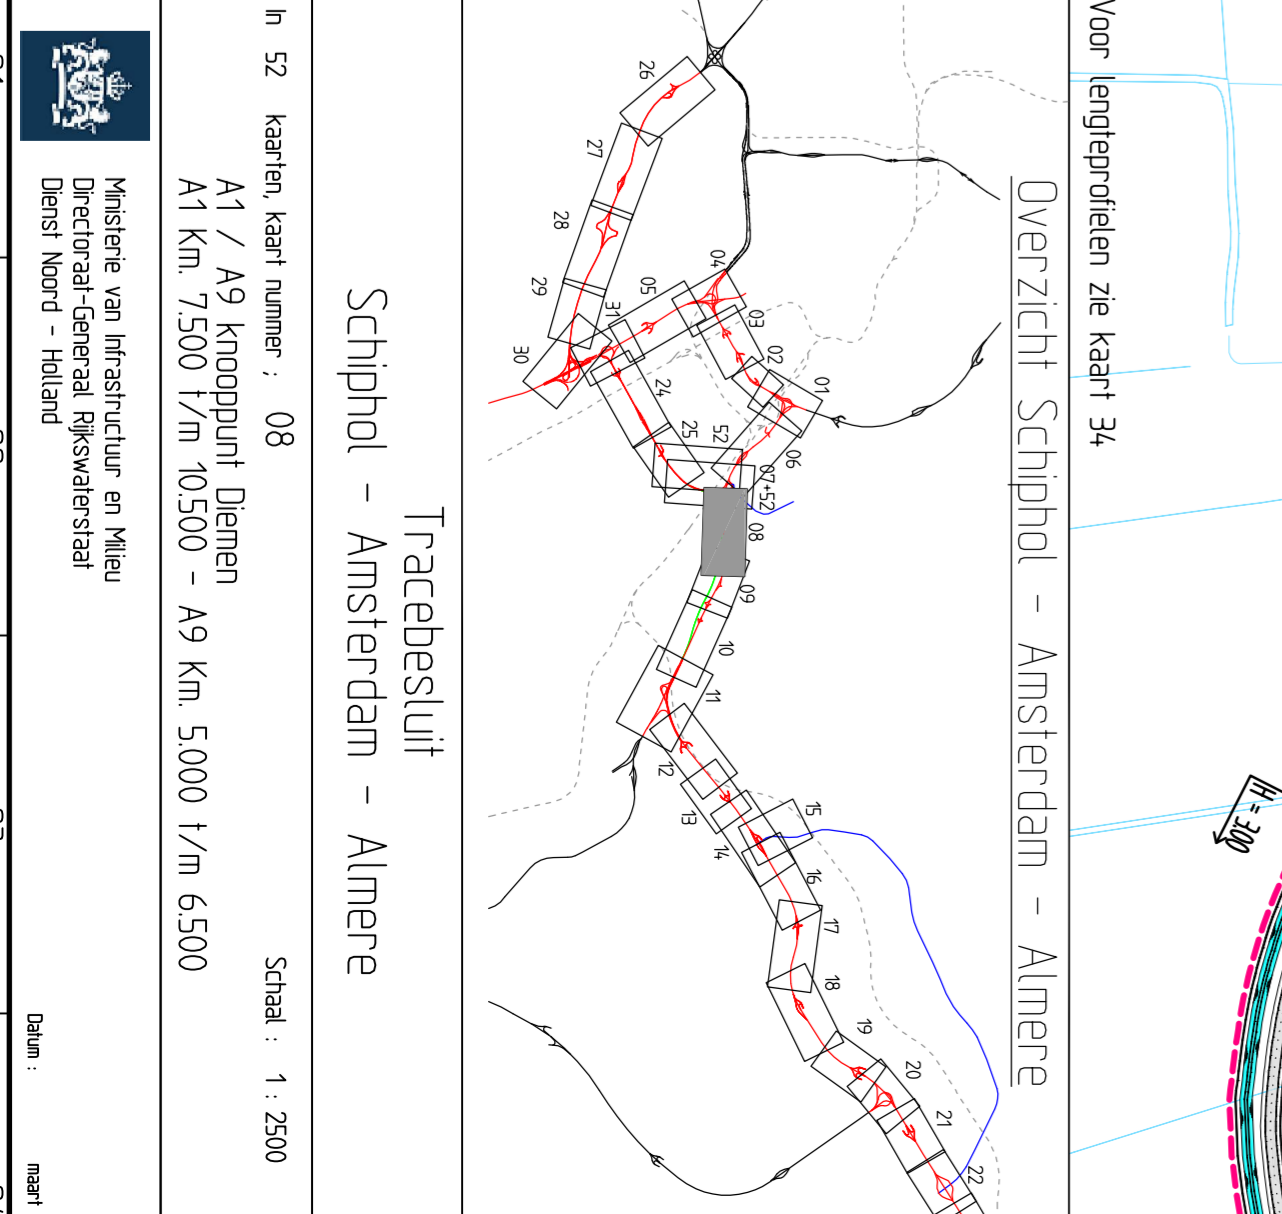 Voor lengteprofielen zie kaart 34
Overzicht Schiphol - Amsterdam - Almere
26
27
28
29
30
31
04
05
03
02
01
24
25
52
06
07+52
08
09
10
11
12
13
14
15
16
17
18
19
20
21
22
H = 3.00
Tracebesluit
Schiphol - Amsterdam - Almere
In 52 kaarten, kaart nummer ; 08
Schaal : 1 : 2500
A1 / A9 knooppunt Diemen
A1 Km. 7.500 t/m 10.500 - A9 Km. 5.000 t/m 6.500
Ministerie van Infrastructuur en Milieu
Directoraat-Generaal Rijkswaterstaat
Dienst Noord - Holland
Datum :
maart